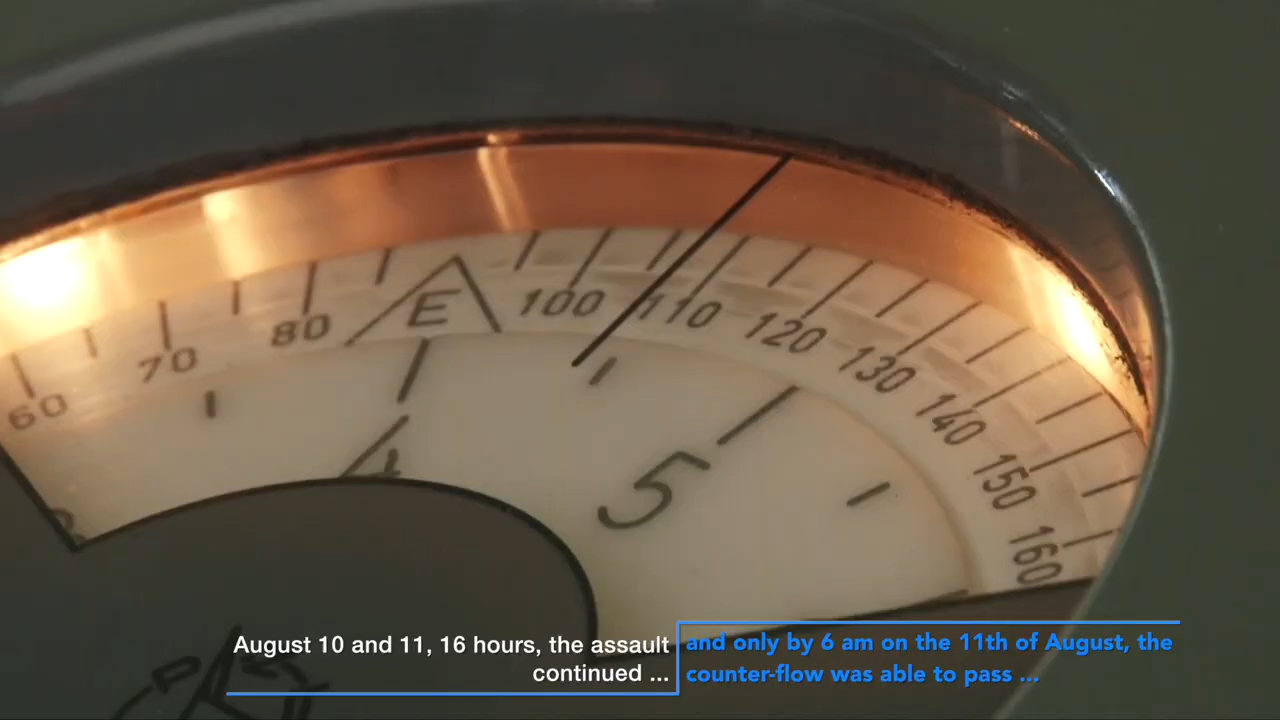 60 70 80 E 100 110 120 130 140 150 160
4 5
August 10 and 11, 16 hours, the assault
continued ...
and only by 6 am on the 11th of August, the
counter-flow was able to pass ...